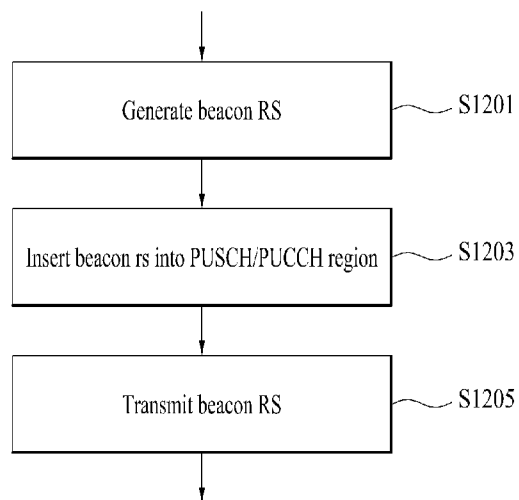 Generate beacon RS
S1201
Insert beacon rs into PUSCH/PUCCH region
S1203
Transmit beacon RS
S1205